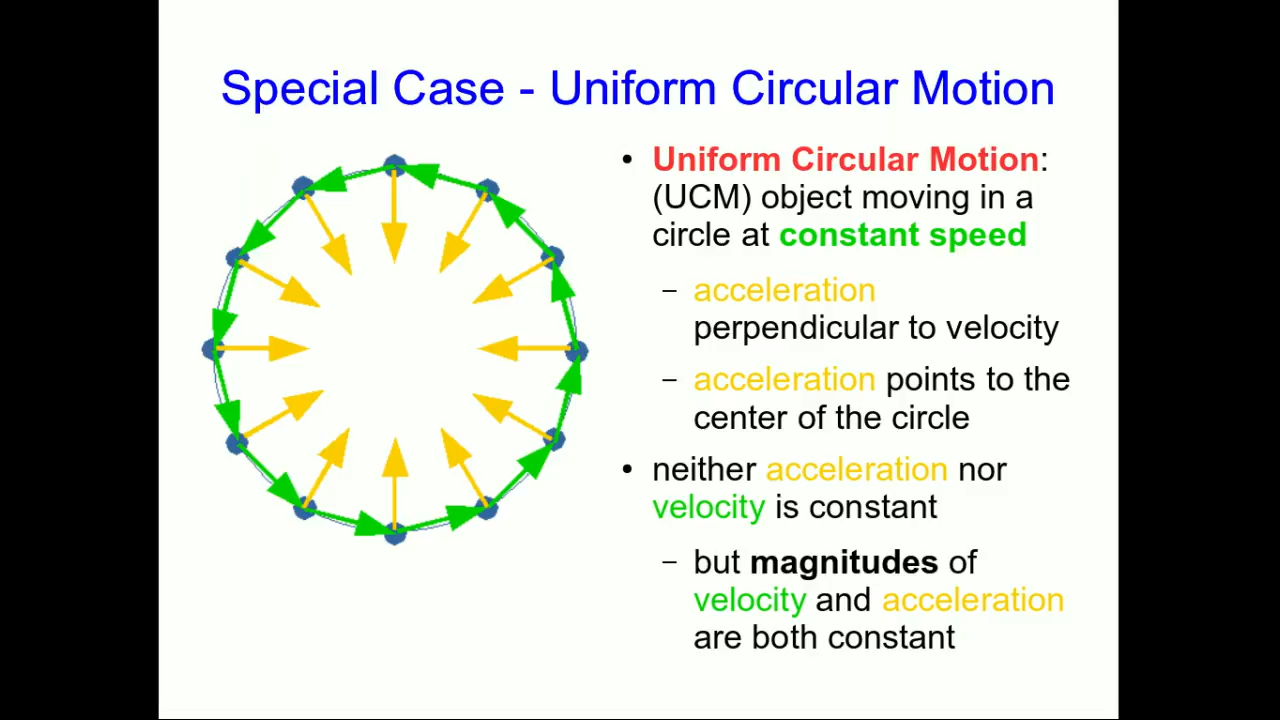 Special Case - Uniform Circular Motion
• Uniform Circular Motion:
(UCM) object moving in a
circle at constant speed
– acceleration
perpendicular to velocity
– acceleration points to the
center of the circle
• neither acceleration nor
velocity is constant
– but magnitudes of
velocity and acceleration
are both constant